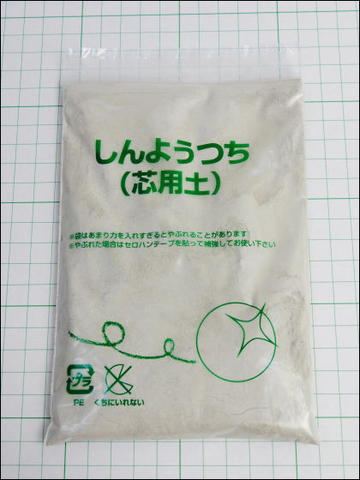 しんようつち
（芯用土）
※袋はあまり力を入れすぎるとやぶれることがあります
※やぶれた場合はセロハンテープを貼って補強してお使い下さい
プラ
PE
くちにいれない